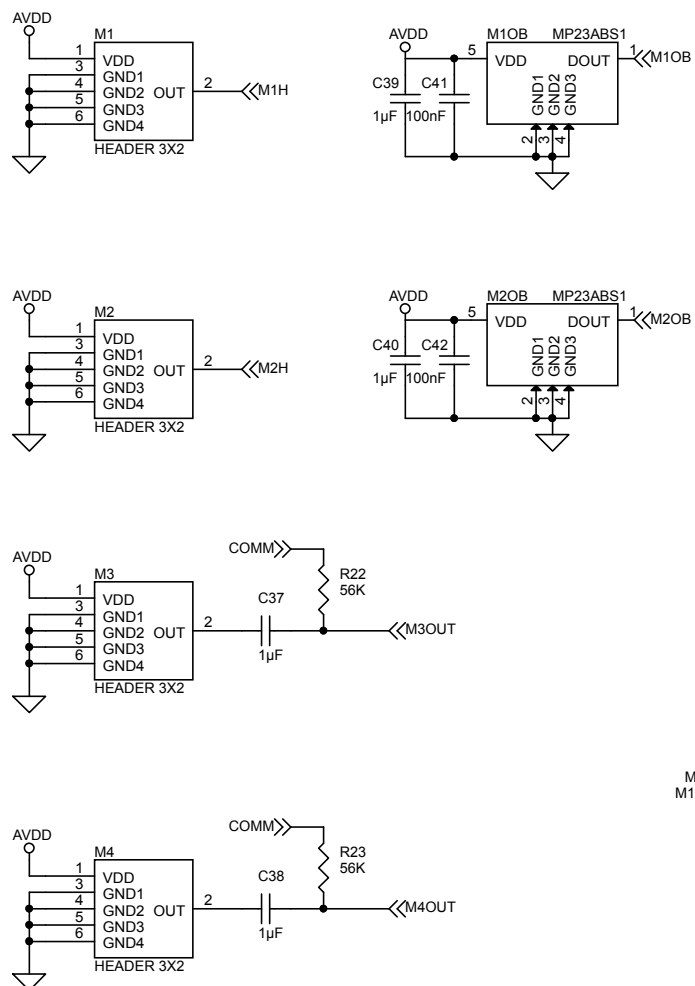 AVDD
M1
1 VDD
3 GND1
4 GND2 OUT 2 M1H
5 GND3
6 GND4
HEADER 3X2
AVDD
M1OB MP23ABS1
5 VDD DOUT 1 M1OB
C39 C41
1µF 100nF
GND1 GND2 GND3
2 3 4
AVDD
M2
1 VDD
3 GND1
4 GND2 OUT 2 M2H
5 GND3
6 GND4
HEADER 3X2
AVDD
M2OB MP23ABS1
5 VDD DOUT 1 M2OB
C40 C42
1µF 100nF
GND1 GND2 GND3
2 3 4
COMM
AVDD
M3
R22
56K
1 VDD
3 GND1
4 GND2 OUT 2
5 GND3
6 GND4
HEADER 3X2
C37
1µF
M3OUT
M
M1
COMM
AVDD
M4
R23
56K
1 VDD
3 GND1
4 GND2 OUT 2
5 GND3
6 GND4
HEADER 3X2
C38
1µF
M4OUT